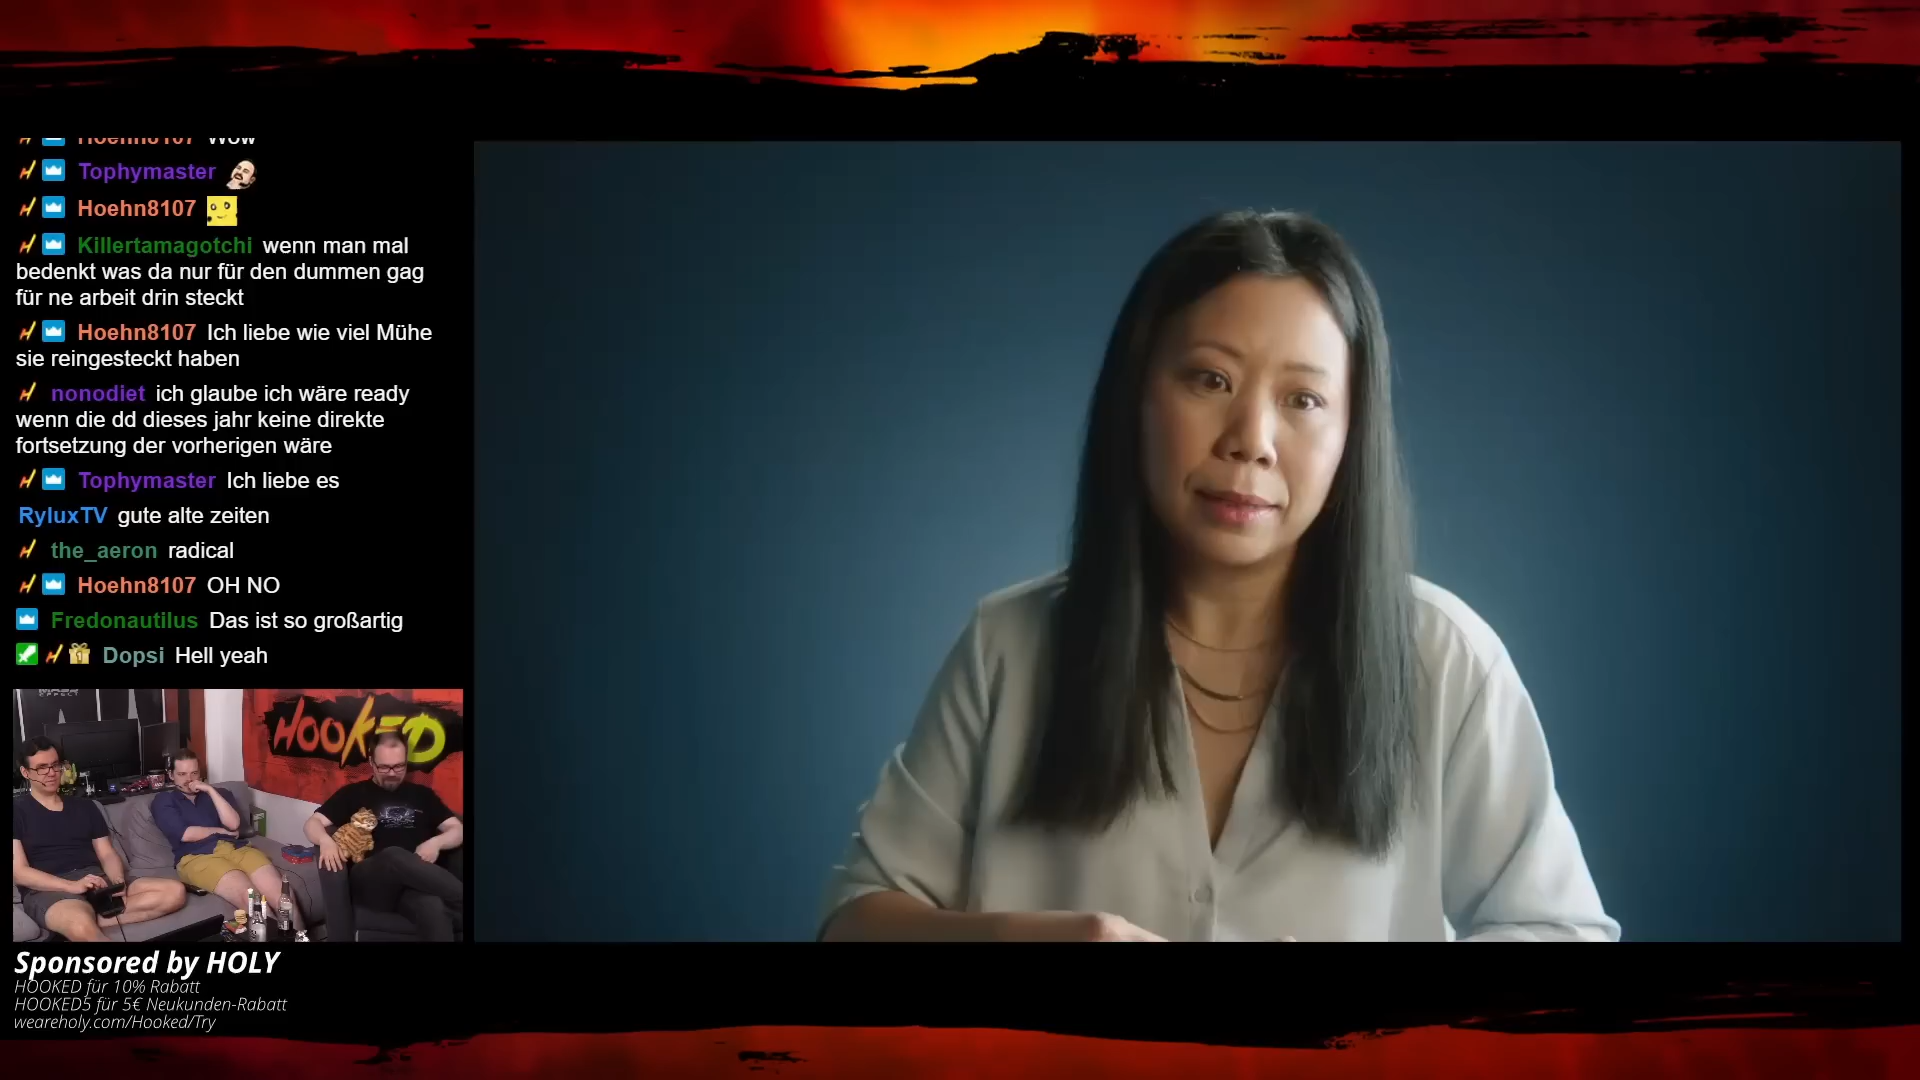 Hoehn8107 Wow
Tophymaster
Hoehn8107
Killertamagotchi wenn man mal
bedenkt was da nur für den dummen gag
für ne arbeit drin steckt
Hoehn8107 Ich liebe wie viel Mühe
sie reingesteckt haben
nonodiet ich glaube ich wäre ready
wenn die dd dieses jahr keine direkte
fortsetzung der vorherigen wäre
Tophymaster Ich liebe es
RyluxTV gute alte zeiten
the_aeron radical
Hoehn8107 OH NO
Fredonautilus Das ist so großartig
Dopsi Hell yeah
HOOKED
Sponsored by HOLY
HOOKED für 10% Rabatt
HOOKED5 für 5€ Neukunden-Rabatt
weareholy.com/Hooked/Try